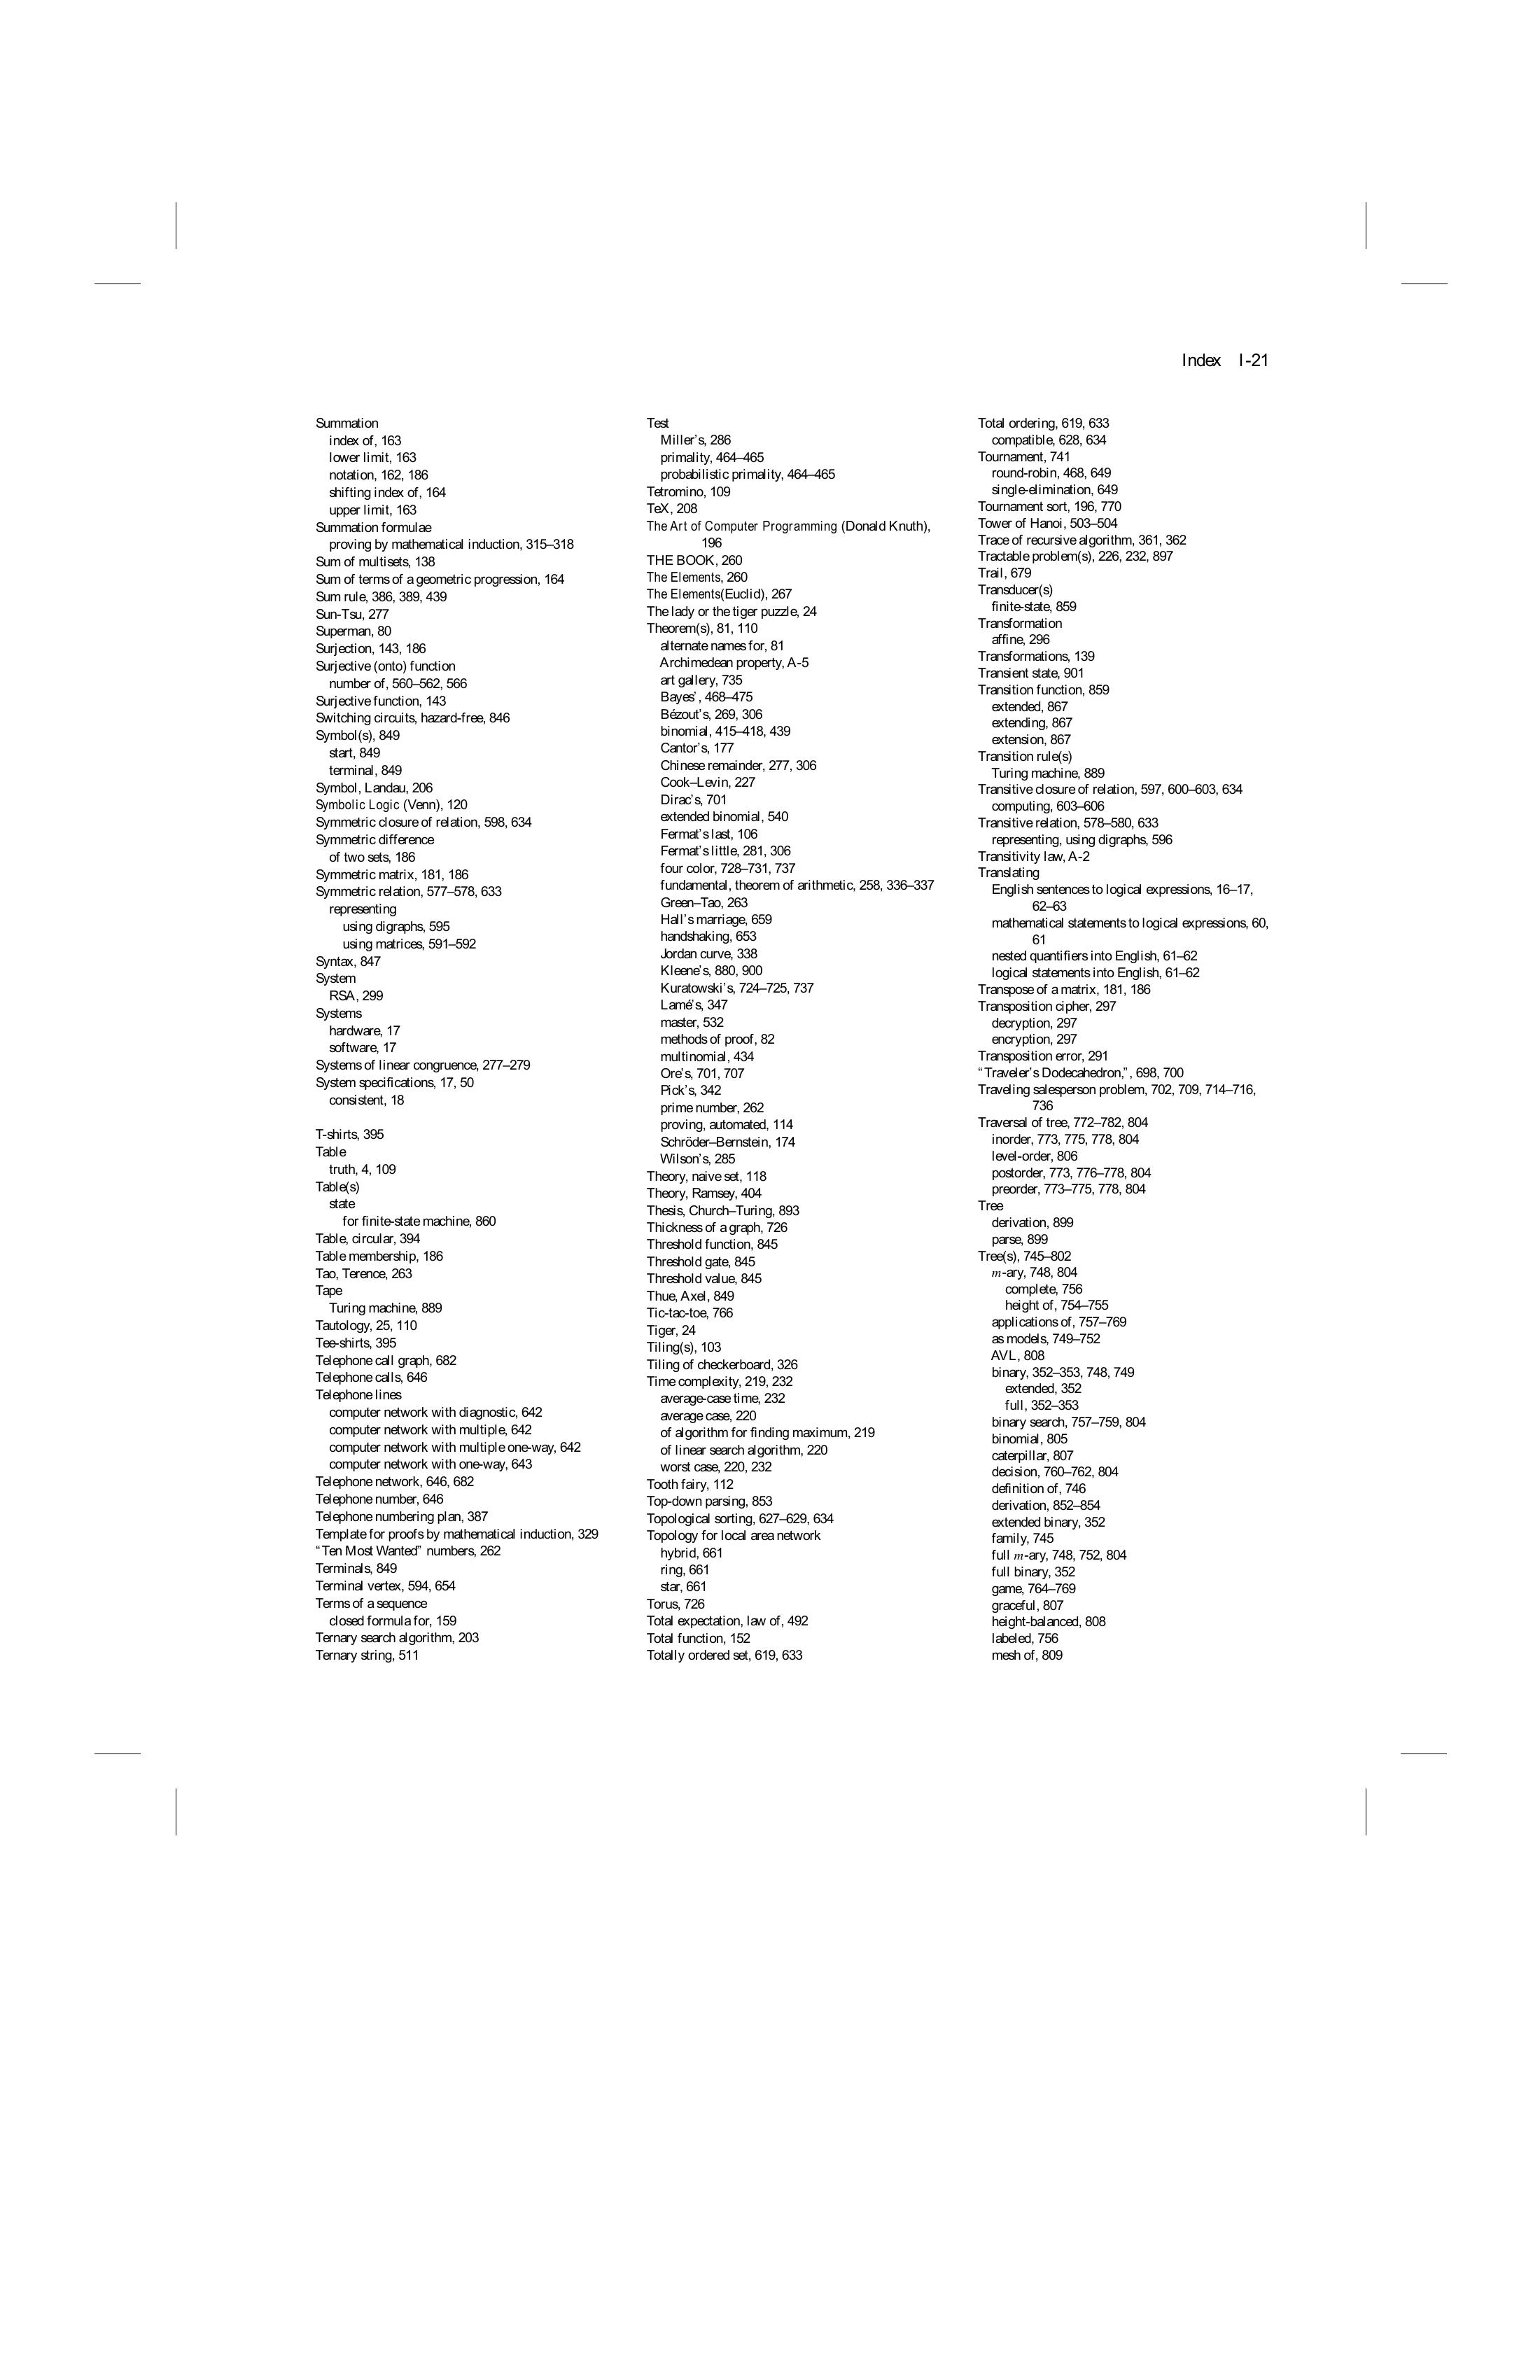 Index I-21
Summation
index of, 163
lower limit, 163
notation, 162, 186
shifting index of, 164
upper limit, 163
Summation formulae
proving by mathematical induction, 315–318
Sum of multisets, 138
Sum of terms of a geometric progression, 164
Sum rule, 386, 389, 439
Sun-Tsu, 277
Superman, 80
Surjection, 143, 186
Surjective (onto) function
number of, 560–562, 566
Surjective function, 143
Switching circuits, hazard-free, 846
Symbol(s), 849
start, 849
terminal, 849
Symbol, Landau, 206
Symbolic Logic (Venn), 120
Symmetric closure of relation, 598, 634
Symmetric difference
of two sets, 186
Symmetric matrix, 181, 186
Symmetric relation, 577–578, 633
representing
using digraphs, 595
using matrices, 591–592
Syntax, 847
System
RSA, 299
Systems
hardware, 17
software, 17
Systems of linear congruence, 277–279
System specifications, 17, 50
consistent, 18
T-shirts, 395
Table
truth, 4, 109
Table(s)
state
for finite-state machine, 860
Table, circular, 394
Table membership, 186
Tao, Terence, 263
Tape
Turing machine, 889
Tautology, 25, 110
Tee-shirts, 395
Telephone call graph, 682
Telephone calls, 646
Telephone lines
computer network with diagnostic, 642
computer network with multiple, 642
computer network with multiple one-way, 642
computer network with one-way, 643
Telephone network, 646, 682
Telephone number, 646
Telephone numbering plan, 387
Template for proofs by mathematical induction, 329
“Ten Most Wanted” numbers, 262
Terminals, 849
Terminal vertex, 594, 654
Terms of a sequence
closed formula for, 159
Ternary search algorithm, 203
Ternary string, 511
Test
Miller’s, 286
primality, 464–465
probabilistic primality, 464–465
Tetromino, 109
TeX, 208
The Art of Computer Programming (Donald Knuth),
196
THE BOOK, 260
The Elements, 260
The Elements(Euclid), 267
The lady or the tiger puzzle, 24
Theorem(s), 81, 110
alternate names for, 81
Archimedean property, A-5
art gallery, 735
Bayes’, 468–475
Bézout’s, 269, 306
binomial, 415–418, 439
Cantor’s, 177
Chinese remainder, 277, 306
Cook–Levin, 227
Dirac’s, 701
extended binomial, 540
Fermat’s last, 106
Fermat’s little, 281, 306
four color, 728–731, 737
fundamental, theorem of arithmetic, 258, 336–337
Green–Tao, 263
Hall’s marriage, 659
handshaking, 653
Jordan curve, 338
Kleene’s, 880, 900
Kuratowski’s, 724–725, 737
Lamé’s, 347
master, 532
methods of proof, 82
multinomial, 434
Ore’s, 701, 707
Pick’s, 342
prime number, 262
proving, automated, 114
Schröder–Bernstein, 174
Wilson’s, 285
Theory, naive set, 118
Theory, Ramsey, 404
Thesis, Church–Turing, 893
Thickness of a graph, 726
Threshold function, 845
Threshold gate, 845
Threshold value, 845
Thue, Axel, 849
Tic-tac-toe, 766
Tiger, 24
Tiling(s), 103
Tiling of checkerboard, 326
Time complexity, 219, 232
average-case time, 232
average case, 220
of algorithm for finding maximum, 219
of linear search algorithm, 220
worst case, 220, 232
Tooth fairy, 112
Top-down parsing, 853
Topological sorting, 627–629, 634
Topology for local area network
hybrid, 661
ring, 661
star, 661
Torus, 726
Total expectation, law of, 492
Total function, 152
Totally ordered set, 619, 633
Total ordering, 619, 633
compatible, 628, 634
Tournament, 741
round-robin, 468, 649
single-elimination, 649
Tournament sort, 196, 770
Tower of Hanoi, 503–504
Trace of recursive algorithm, 361, 362
Tractable problem(s), 226, 232, 897
Trail, 679
Transducer(s)
finite-state, 859
Transformation
affine, 296
Transformations, 139
Transient state, 901
Transition function, 859
extended, 867
extending, 867
extension, 867
Transition rule(s)
Turing machine, 889
Transitive closure of relation, 597, 600–603, 634
computing, 603–606
Transitive relation, 578–580, 633
representing, using digraphs, 596
Transitivity law, A-2
Translating
English sentences to logical expressions, 16–17,
62–63
mathematical statements to logical expressions, 60,
61
nested quantifiers into English, 61–62
logical statements into English, 61–62
Transpose of a matrix, 181, 186
Transposition cipher, 297
decryption, 297
encryption, 297
Transposition error, 291
“Traveler’s Dodecahedron,”, 698, 700
Traveling salesperson problem, 702, 709, 714–716,
736
Traversal of tree, 772–782, 804
inorder, 773, 775, 778, 804
level-order, 806
postorder, 773, 776–778, 804
preorder, 773–775, 778, 804
Tree
derivation, 899
parse, 899
Tree(s), 745–802
m-ary, 748, 804
complete, 756
height of, 754–755
applications of, 757–769
as models, 749–752
AVL, 808
binary, 352–353, 748, 749
extended, 352
full, 352–353
binary search, 757–759, 804
binomial, 805
caterpillar, 807
decision, 760–762, 804
definition of, 746
derivation, 852–854
extended binary, 352
family, 745
full m-ary, 748, 752, 804
full binary, 352
game, 764–769
graceful, 807
height-balanced, 808
labeled, 756
mesh of, 809